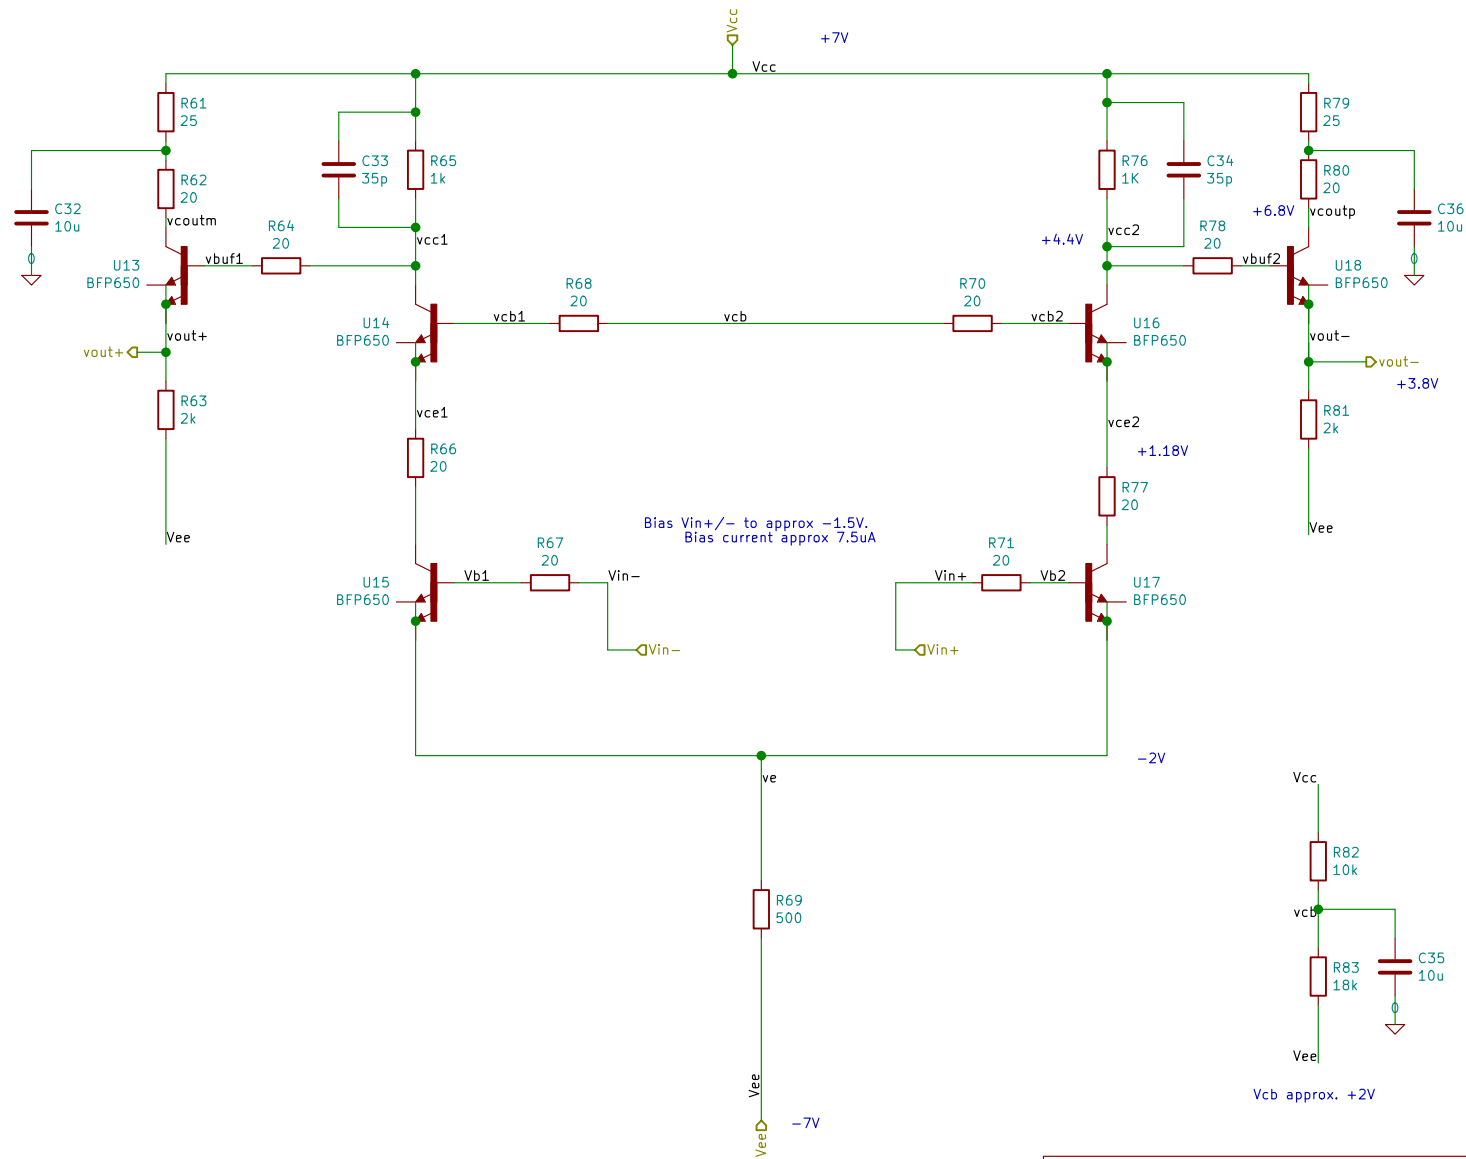 Vcc
+7V
Vcc
R61
25
R79
25
C33
35p
R65
1k
R76
1K
C34
35p
R62
20
R80
20
C32
10u
vcoutm
+6.8V
vcoutp
C36
10u
R64
20
vcc1
+4.4V
vcc2
R78
20
0
U13
BFP650
vbuf1
vbuf2
U18
BFP650
0
R68
20
R70
20
U14
BFP650
vcb1
vcb
vcb2
U16
BFP650
vout+
vout+
vout-
vout-
+3.8V
R63
2k
vce1
vce2
R81
2k
R66
20
+1.18V
R77
20
Vee
Bias Vin+/- to approx -1.5V.
Bias current approx 7.5uA
Vee
R67
20
R71
20
U15
BFP650
Vb1
Vin-
Vin+
Vb2
U17
BFP650
Vin-
Vin+
-2V
ve
Vcc
R82
10k
R69
500
vcb
R83
18k
C35
10u
0
Vee
Vee
Vcb approx. +2V
-7V
Vee